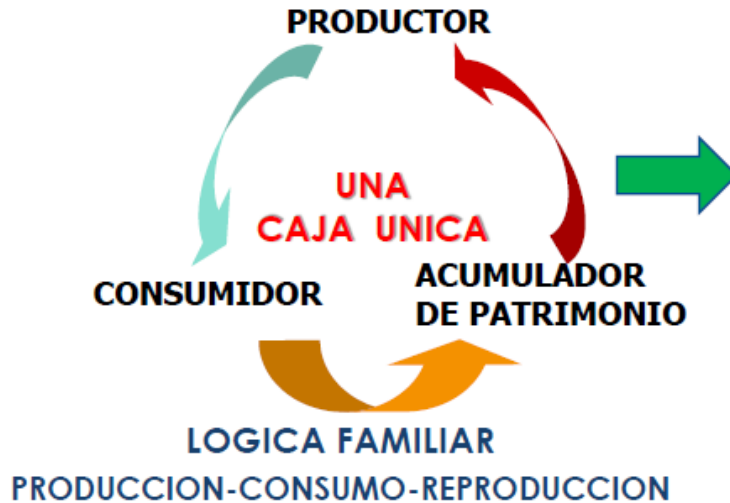 PRODUCTOR
UNA
CAJA UNICA
CONSUMIDOR
ACUMULADOR
DE PATRIMONIO
LOGICA FAMILIAR
PRODUCCION-CONSUMO-REPRODUCCION